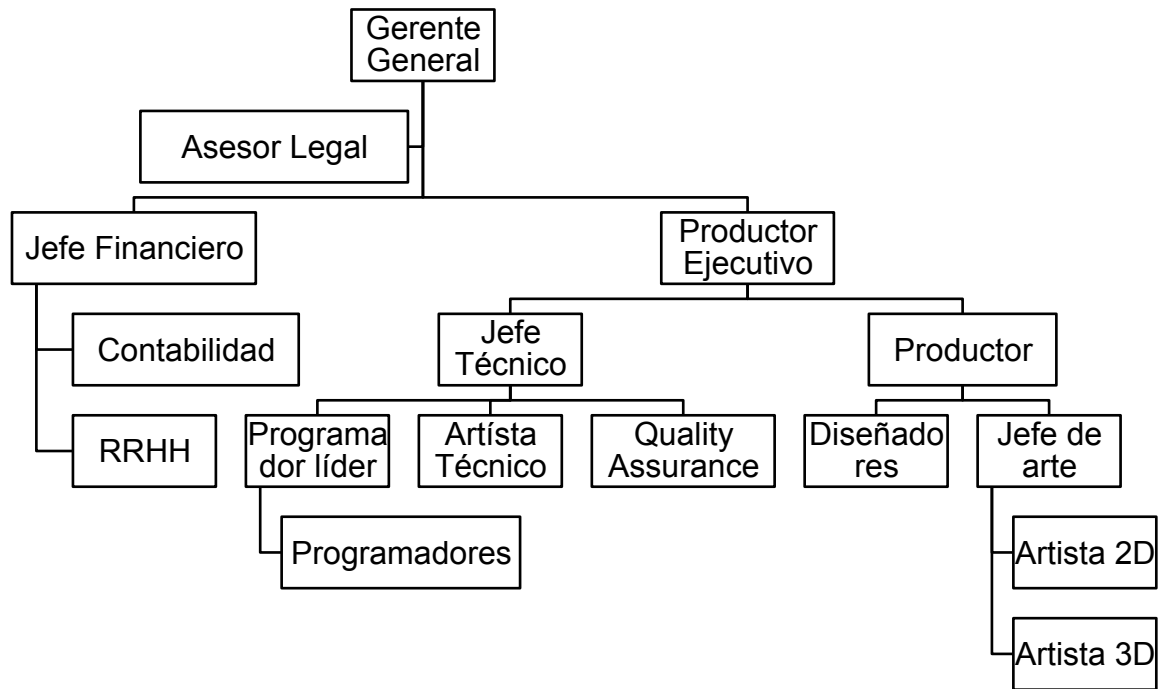 Gerente
General
Asesor Legal
Jefe Financiero
Productor
Ejecutivo
Contabilidad
Jefe
Técnico
Productor
RRHH
Programa
dor líder
Artísta
Técnico
Quality
Assurance
Diseñado
res
Jefe de
arte
Programadores
Artista 2D
Artista 3D